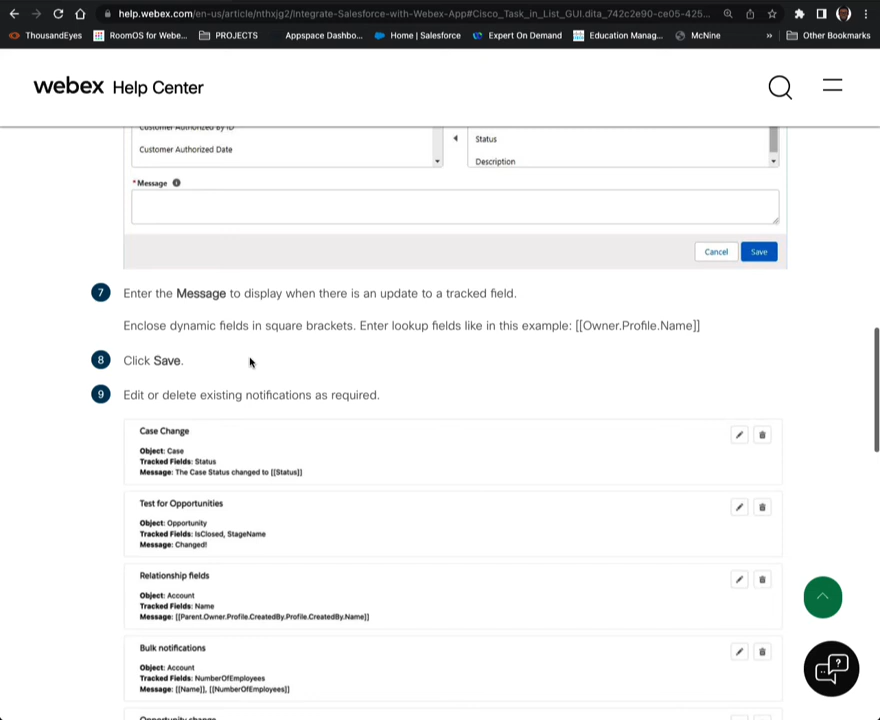 help.webex.com/en-us/article/nthxjg2/Integrate-Salesforce-with-Webex-App#Cisco_Task_in_List_GUI.dita_742c2e90-ce05-425...
ThousandEyes RoomOS for Webe... PROJECTS Appspace Dashbo... Home | Salesforce Expert On Demand Education Manag... McNine » Other Bookmarks
webex Help Center
Customer Authorized By ID
Customer Authorized Date
Status
Description
*Message
Cancel Save
7 Enter the Message to display when there is an update to a tracked field.
Enclose dynamic fields in square brackets. Enter lookup fields like in this example: [[Owner.Profile.Name]]
8 Click Save.
9 Edit or delete existing notifications as required.
Case Change
Object: Case
Tracked Fields: Status
Message: The Case Status changed to [[Status]]
Test for Opportunities
Object: Opportunity
Tracked Fields: IsClosed, StageName
Message: Changed!
Relationship fields
Object: Account
Tracked Fields: Name
Message: [[Parent.Owner.Profile.CreatedBy.Profile.CreatedBy.Name]]
Bulk notifications
Object: Account
Tracked Fields: NumberOfEmployees
Message: [[Name]], [[NumberOfEmployees]]
Opportunity change